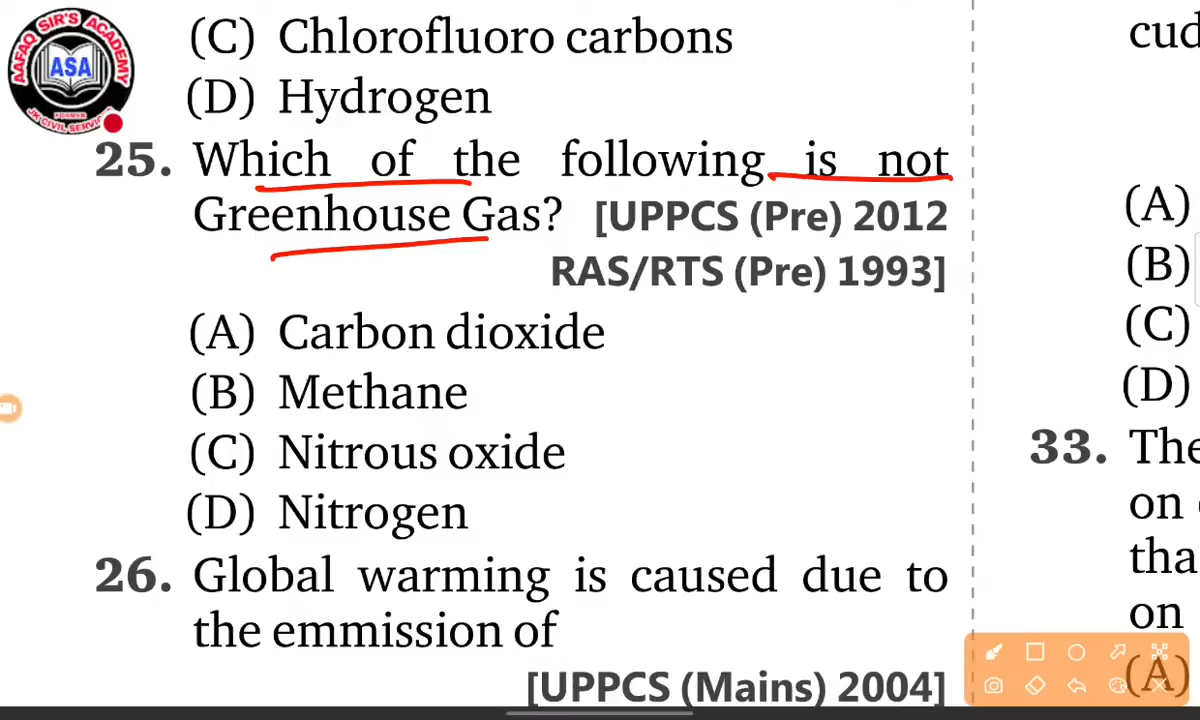 AAFAQ SIR'S ACADEMY
ASA
(C) Chlorofluoro carbons
(D) Hydrogen
25. Which of the following is not
Greenhouse Gas? [UPPCS (Pre) 2012
RAS/RTS (Pre) 1993]
(A) Carbon dioxide
(B) Methane
(C) Nitrous oxide
(D) Nitrogen
26. Global warming is caused due to
the emmission of
[UPPCS (Mains) 2004]
cud
(A)
(B)
(C)
(D)
33. The
on
tha
on
(A)